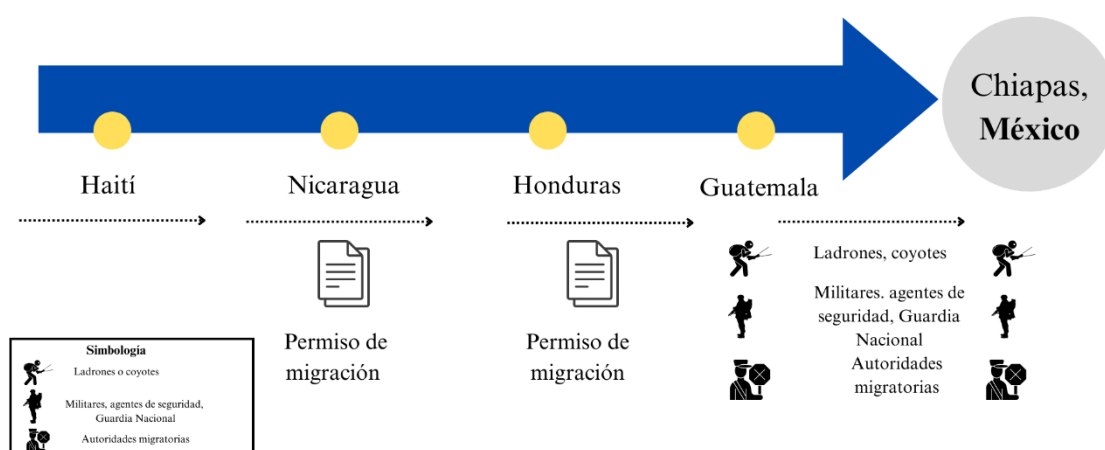 Chiapas,
México
Haití
Nicaragua
Honduras
Guatemala
Permiso de
migración
Permiso de
migración
Ladrones, coyotes
Militares. agentes de
seguridad, Guardia
Nacional
Autoridades
migratorias
Simbología
Ladrones o coyotes
Militares, agentes de seguridad,
Guardia Nacional
Autoridades migratorias